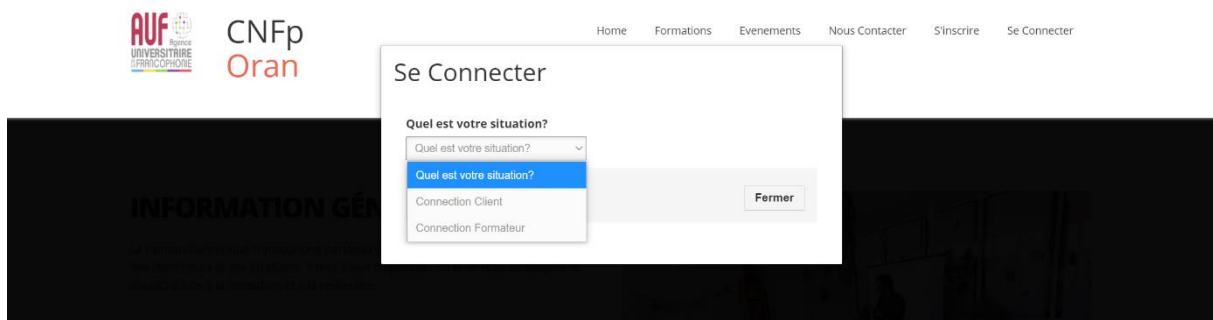 AUF
Agence
UNIVERSITAIRE
DE LA FRANCOPHONIE
CNFp
Oran
Home Formations Evenements Nous Contacter S'inscrire Se Connecter
Se Connecter
Quel est votre situation?
Quel est votre situation?
Quel est votre situation?
Connection Client
Connection Formateur
Fermer
INFORMATION GÉN